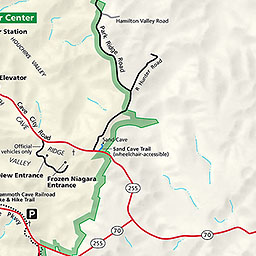 r Center
r Station
Hamilton Valley Road
HOUCHINS VALLEY
Park Ridge Road
R Hunter Road
Elevator
Cave City Road
Official
vehicles only
CAVE
RIDGE
VALLEY
Sand Cave
Sand Cave Trail
(wheelchair-accessible)
iew Entrance
Frozen Niagara
Entrance
ammoth Cave Railroad
ke & Hike Trail
Pkwy
P
255
255
255
70
70